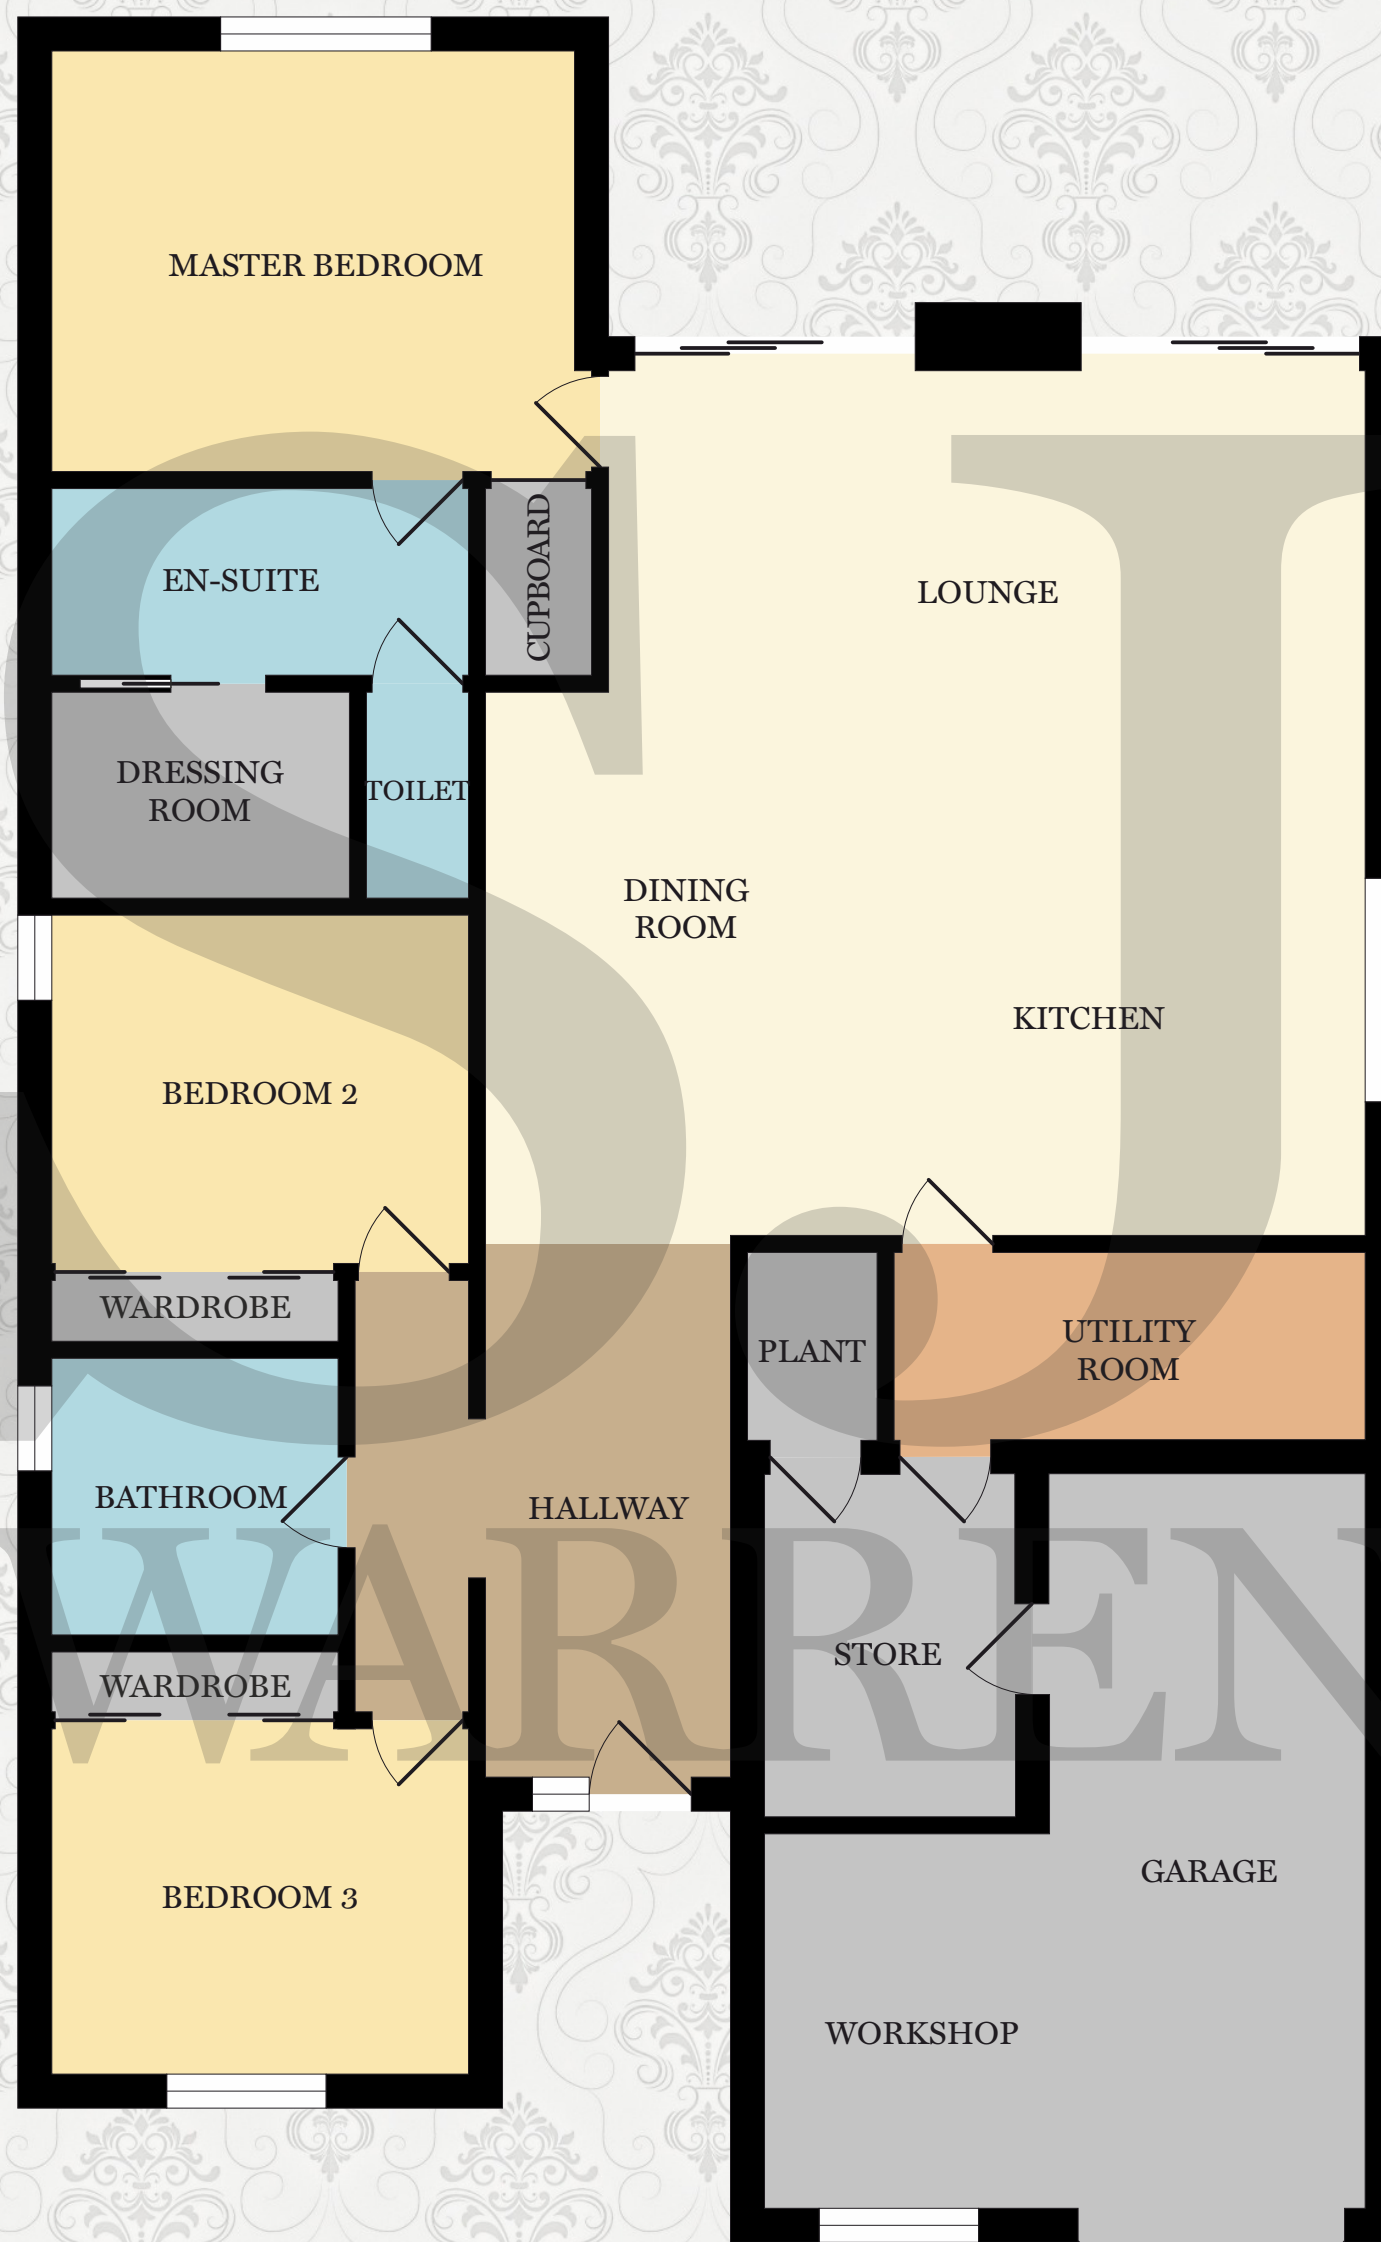 MASTER BEDROOM
EN-SUITE
CUPBOARD
LOUNGE
DRESSING
ROOM
TOILET
DINING
ROOM
KITCHEN
BEDROOM 2
WARDROBE
PLANT
UTILITY
ROOM
BATHROOM
HALLWAY
STORE
WARDROBE
GARAGE
BEDROOM 3
WORKSHOP
SJ
WARREN